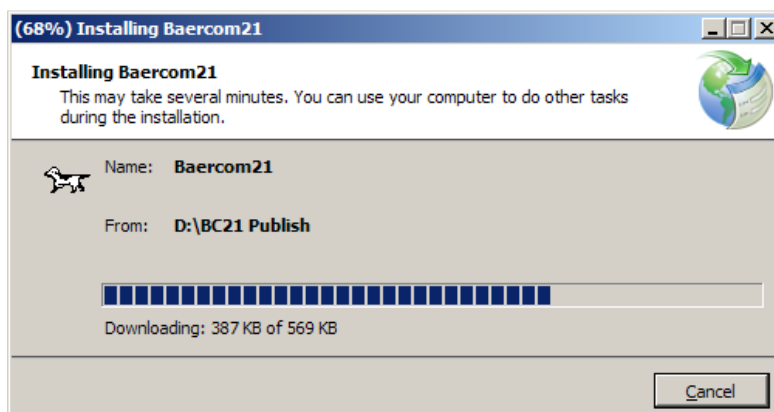 (68%) Installing Baercom21
Installing Baercom21
This may take several minutes. You can use your computer to do other tasks
during the installation.
Name: Baercom21
From: D:\BC21 Publish
Downloading: 387 KB of 569 KB
Cancel